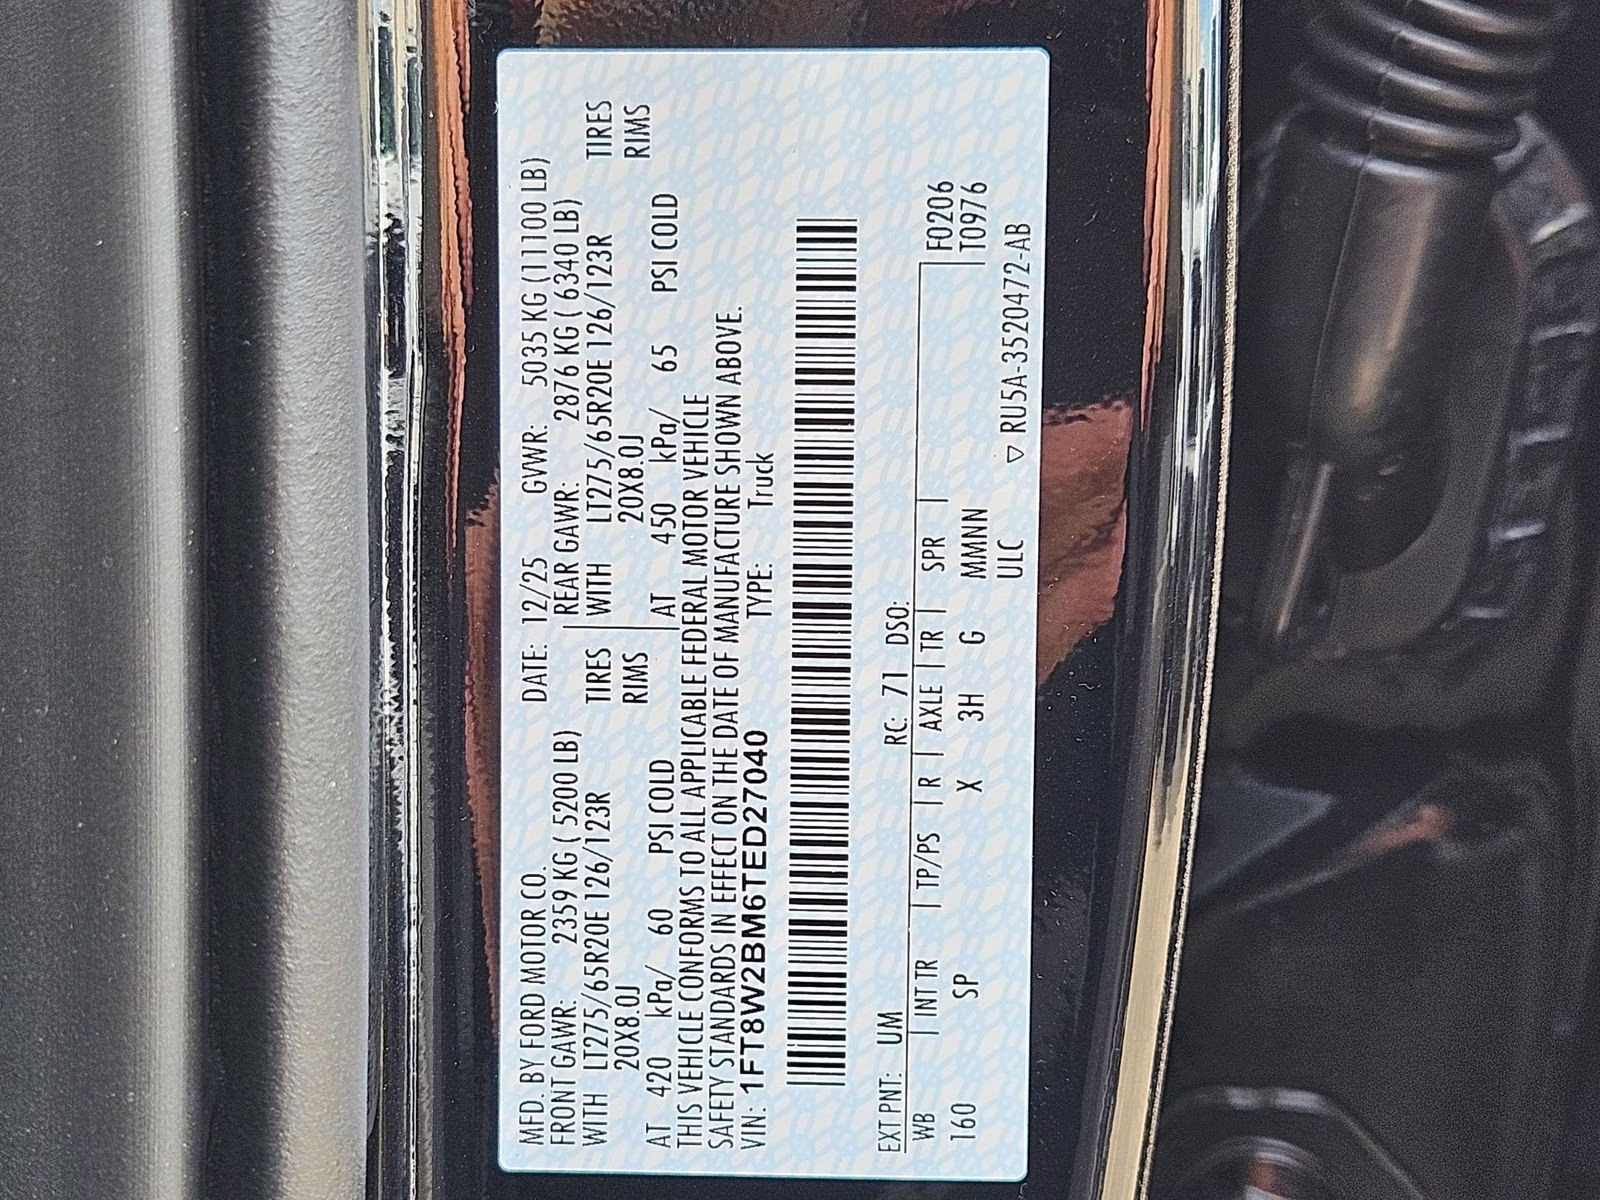 MFD. BY FORD MOTOR CO. DATE: 12/25 GVWR: 5035 KG (11100 LB)
FRONT GAWR: 2359 KG ( 5200 LB) REAR GAWR: 2876 KG ( 6340 LB)
WITH LT275/65R20E 126/123R TIRES WITH LT275/65R20E 126/123R TIRES
20X8.0J RIMS 20X8.0J RIMS
AT 420 kPa/ 60 PSI COLD AT 450 kPa/ 65 PSI COLD
THIS VEHICLE CONFORMS TO ALL APPLICABLE FEDERAL MOTOR VEHICLE
SAFETY STANDARDS IN EFFECT ON THE DATE OF MANUFACTURE SHOWN ABOVE.
VIN: 1FT8W2BM6TED27040 TYPE: Truck
EXT PNT: UM RC: 71 DSO:
WB INT TR TP/PS R AXLE TR SPR F0206
160 SP X 3H G MMNN T0976
ULC ▽ RU5A-3520472-AB